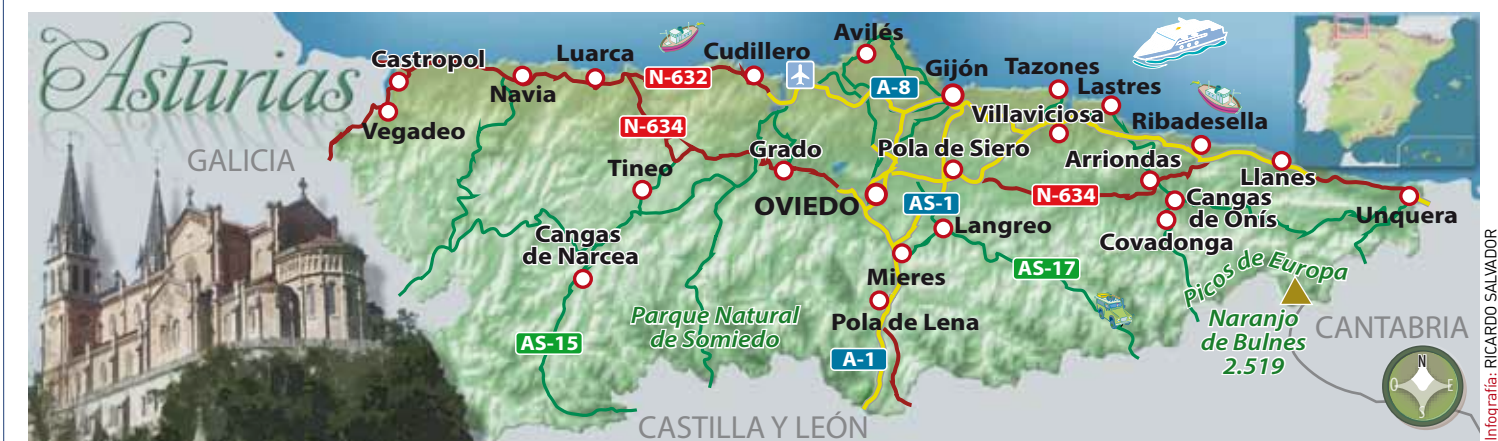 Asturias
Castropol
Vegadeo
GALICIA
Navia
Luarca
N-632
Cudillero
Avilés
A-8
Gijón
Tazones
Lastres
Villaviciosa
Ribadesella
N-634
Tineo
Grado
Pola de Siero
Arriondas
Llanes
OVIEDO
AS-1
N-634
Cangas
de Onís
Unquera
Cangas
de Narcea
Langreo
Covadonga
Mieres
AS-17
Picos de Europa
Parque Natural
de Somiedo
Pola de Lena
Naranjo
de Bulnes
2.519
CANTABRIA
AS-15
A-1
CASTILLA Y LEÓN
N
O
E
S
Infografía: RICARDO SALVADOR